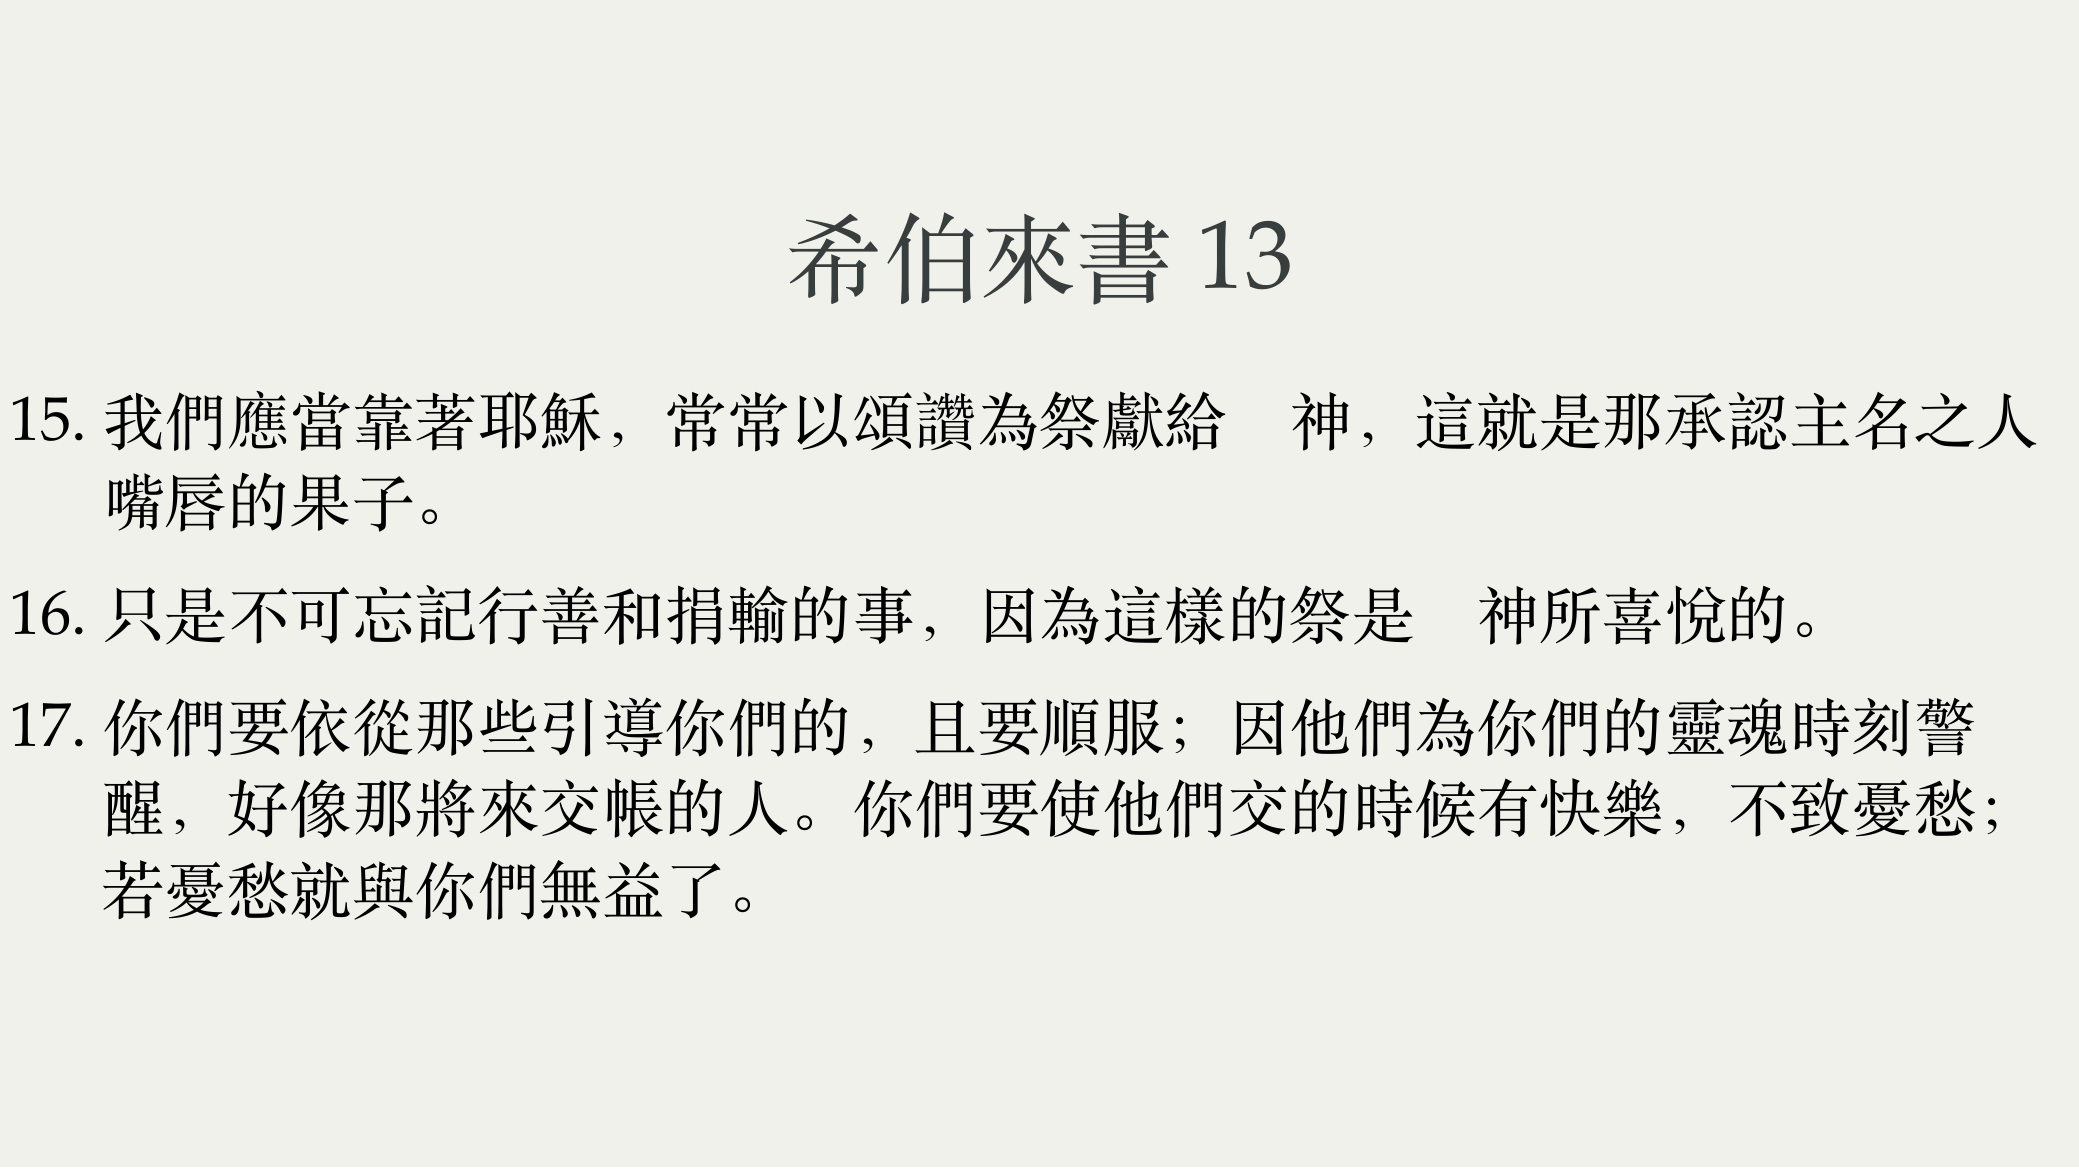 希伯來書 13
15. 我們應當靠著耶穌，常常以頌讚為祭獻給　神，這就是那承認主名之人
嘴唇的果子。
16. 只是不可忘記行善和捐輸的事，因為這樣的祭是　神所喜悅的。
17. 你們要依從那些引導你們的，且要順服；因他們為你們的靈魂時刻警
醒，好像那將來交帳的人。你們要使他們交的時候有快樂，不致憂愁；
若憂愁就與你們無益了。